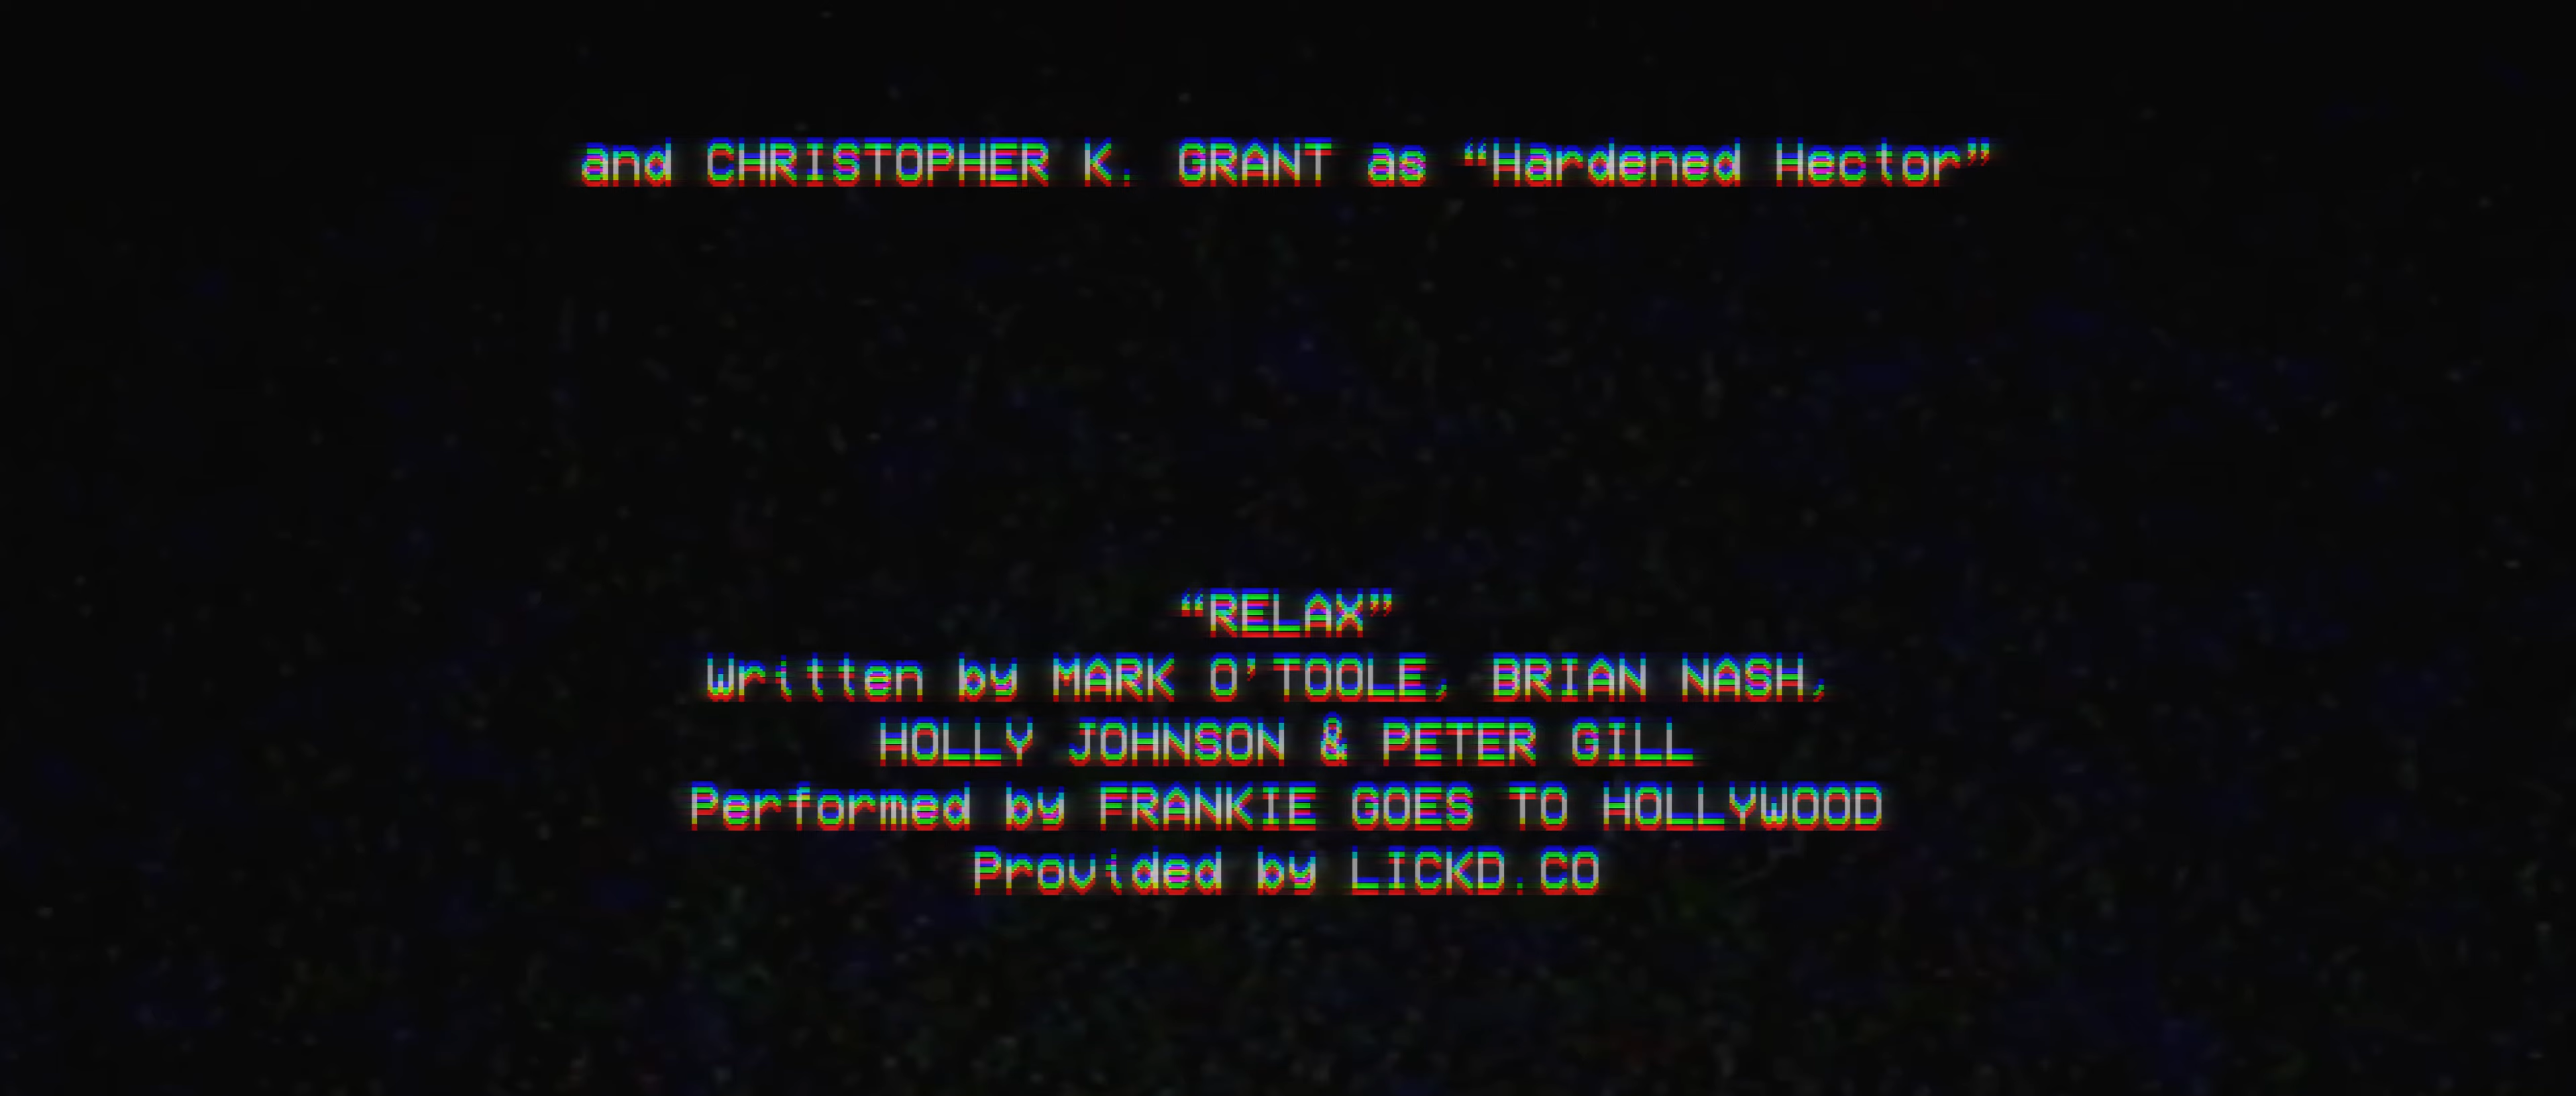 and CHRISTOPHER K. GRANT as “Hardened Hector”
“RELAX”
Written by MARK O'TOOLE, BRIAN NASH,
HOLLY JOHNSON & PETER GILL
Performed by FRANKIE GOES TO HOLLYWOOD
Provided by LICKD.CO